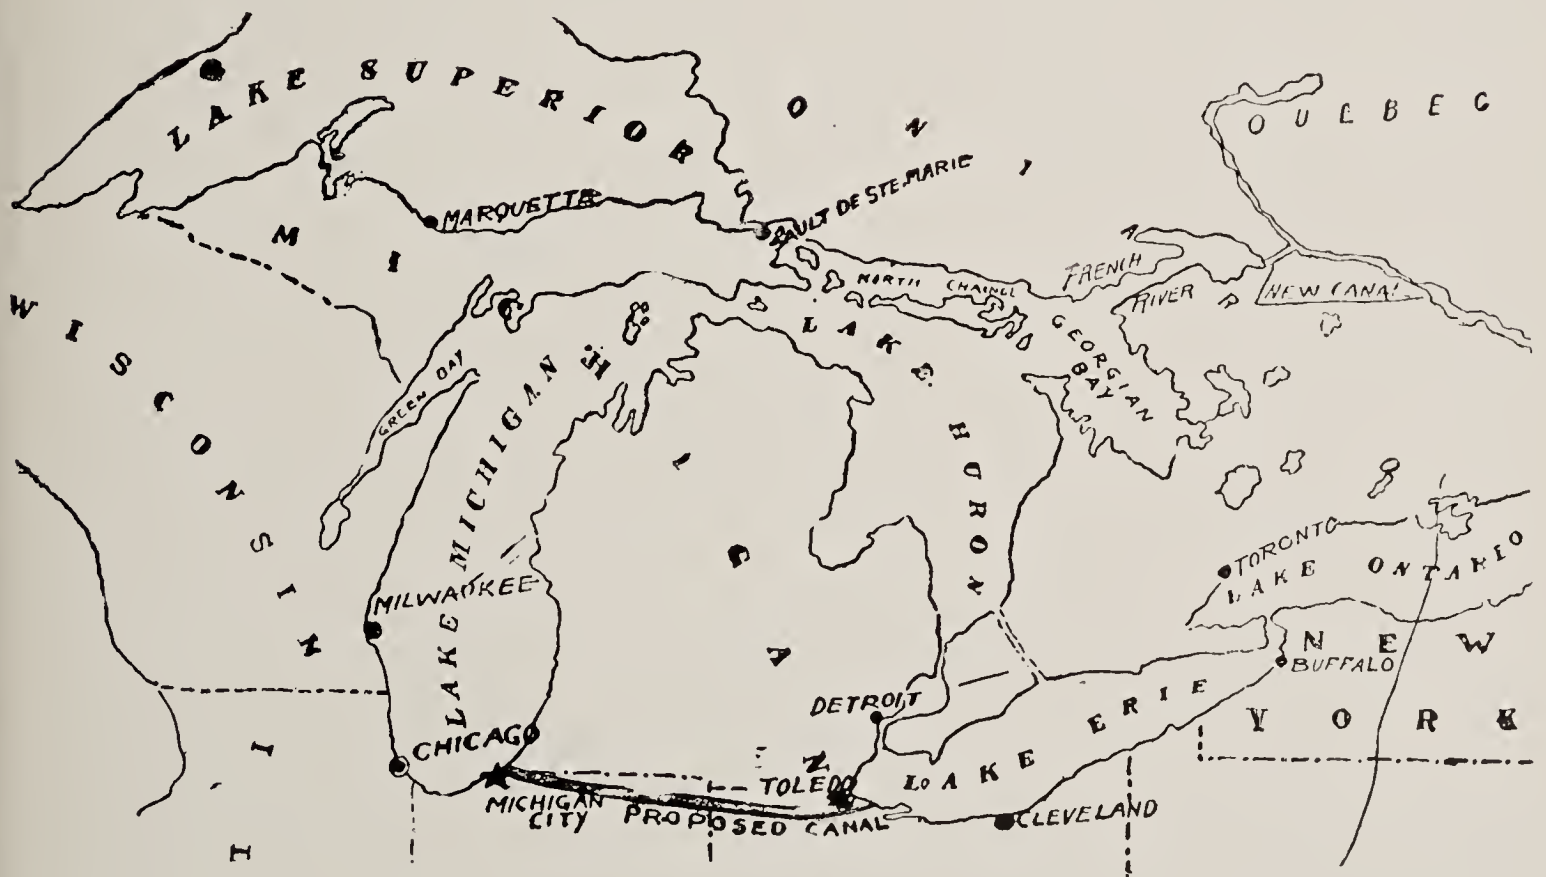 LAKE SUPERIOR
ONT
QUEBEC
SAULT DE STE. MARIE
MARQUETTE
MI
A
FRENCH
RIVER
NORTH CHANNEL
NEW CANAL
LAKE HURON
GEORGIAN
BAY
WISCONSIN
GREEN BAY
LAKE MICHIGAN
MILWAUKEE
TORONTO
LAKE ONTARIO
NEW
BUFFALO
YORK
DETROIT
LAKE ERIE
CHICAGO
TOLEDO
MICHIGAN
CITY
PROPOSED CANAL
CLEVELAND